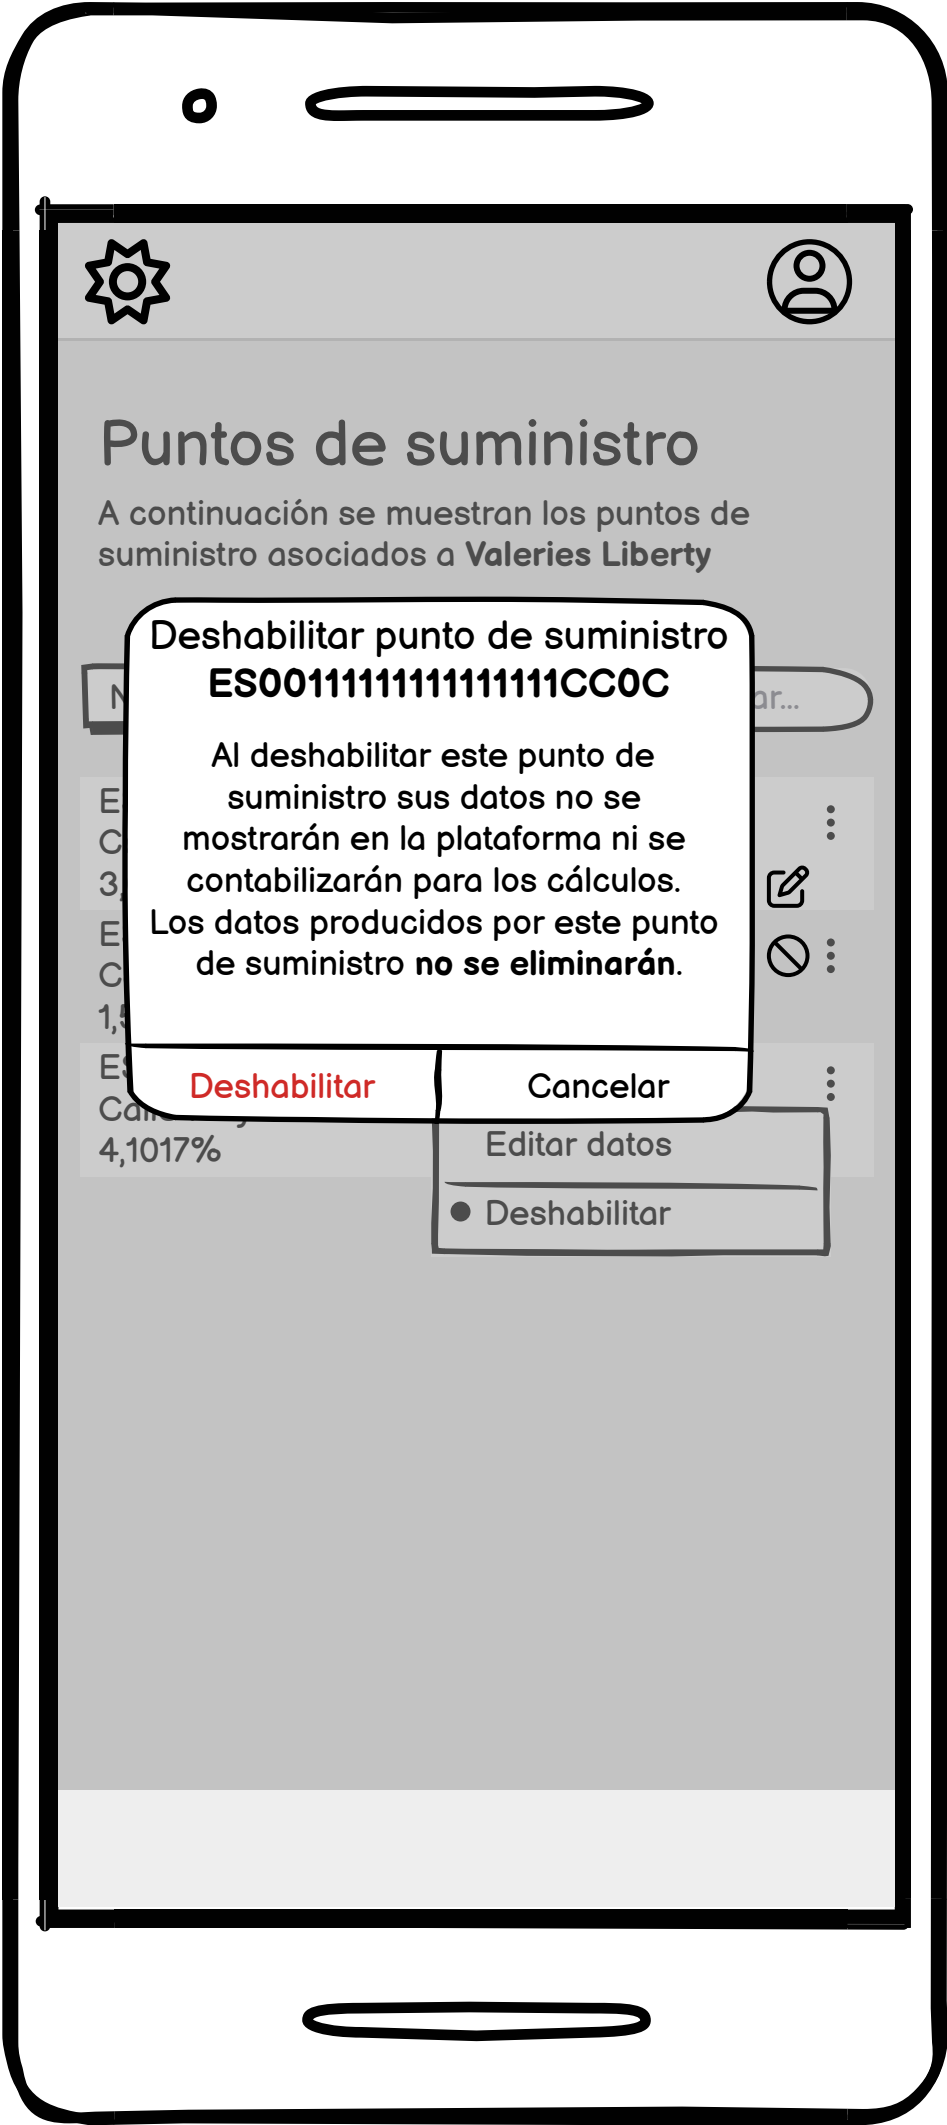 Puntos de suministro
A continuación se muestran los puntos de
suministro asociados a Valeries Liberty
Deshabilitar punto de suministro
ES001111111111111111CC0C
Al deshabilitar este punto de
suministro sus datos no se
mostrarán en la plataforma ni se
contabilizarán para los cálculos.
Los datos producidos por este punto
de suministro no se eliminarán.
Deshabilitar
Cancelar
4,1017%
Editar datos
Deshabilitar